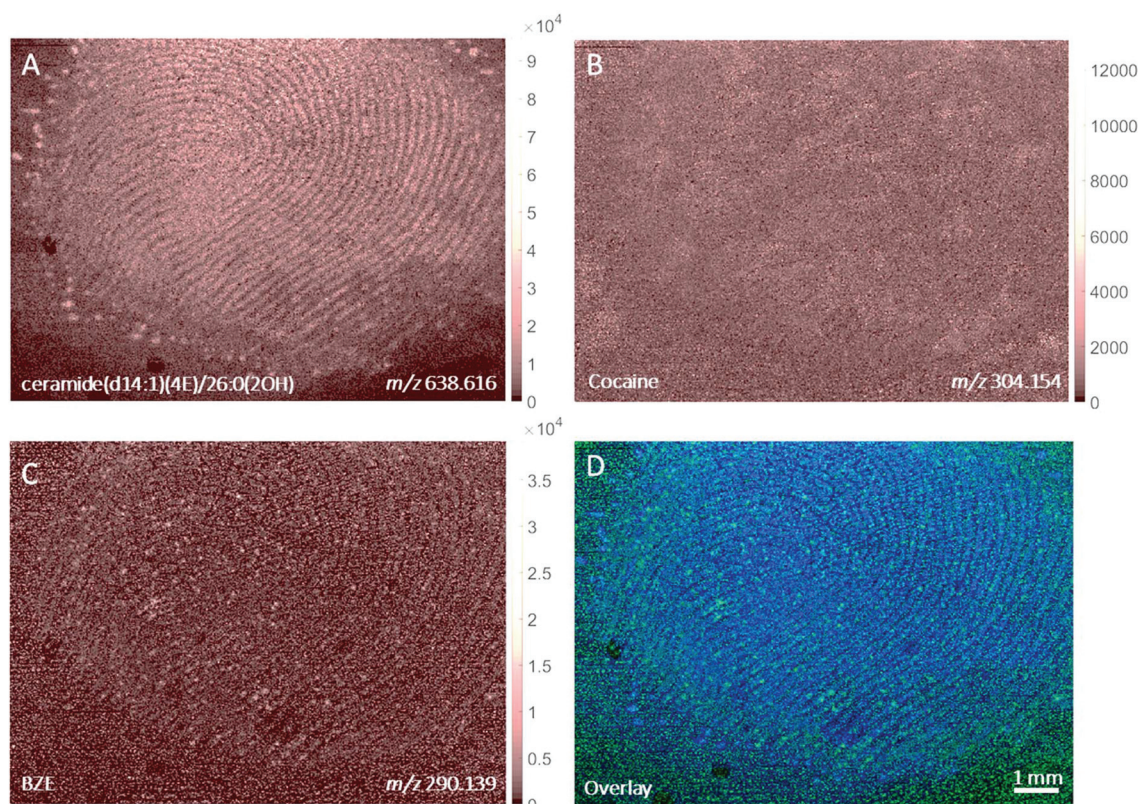 A
×10⁴
9
8
7
6
5
4
3
2
1
0
ceramide(d14:1)(4E)/26:0(2OH)
m/z 638.616
B
12000
10000
8000
6000
4000
2000
0
Cocaine
m/z 304.154
C
×10⁴
3.5
3
2.5
2
1.5
1
0.5
0
BZE
m/z 290.139
D
Overlay
1 mm